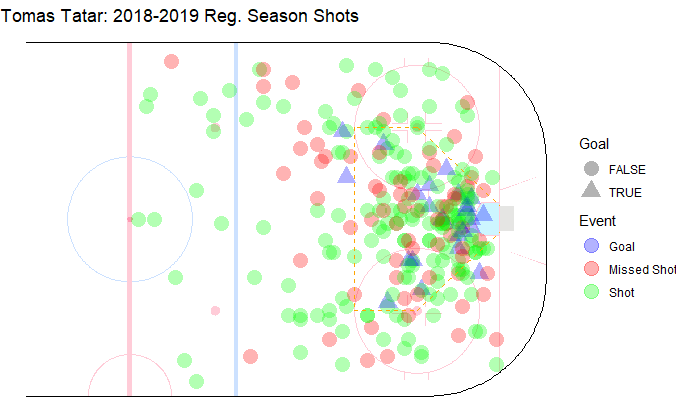 Tomas Tatar: 2018-2019 Reg. Season Shots
Goal
FALSE
TRUE
Event
Goal
Missed Shot
Shot